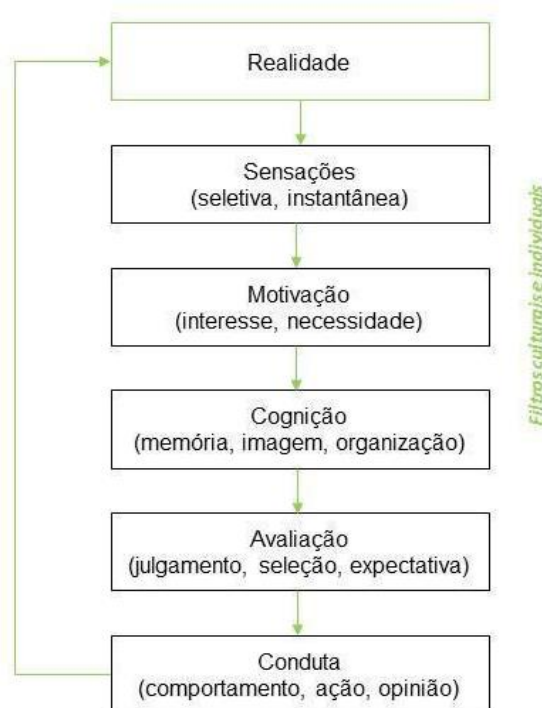 Realidade
Sensações
(seletiva, instantânea)
Motivação
(interesse, necessidade)
Cognição
(memória, imagem, organização)
Avaliação
(julgamento, seleção, expectativa)
Conduta
(comportamento, ação, opinião)
Filtros culturais e individuais